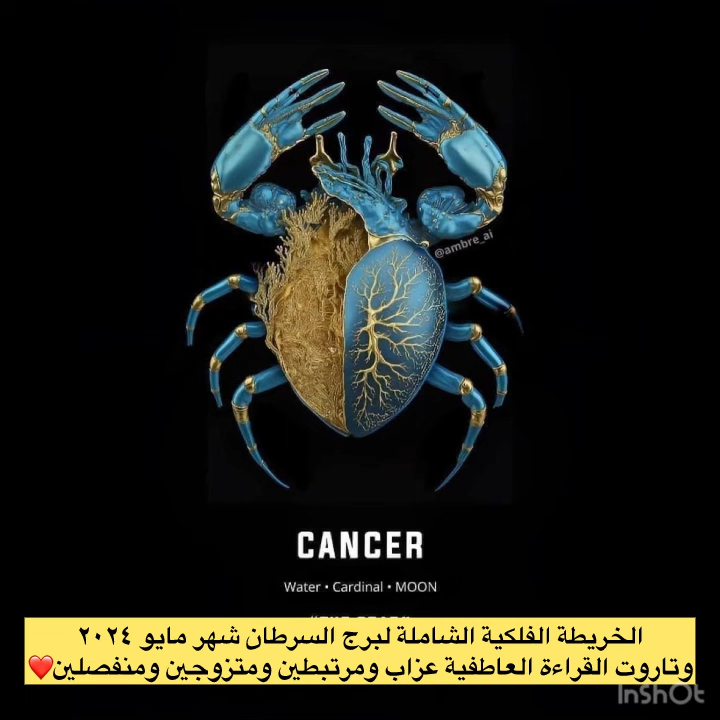 @ambre_ai
CANCER
Water • Cardinal • MOON
الخريطة الفلكية الشاملة لبرج السرطان شهر مايو ٢٠٢٤
وتاروت القراءة العاطفية عزاب ومرتبطين ومتزوجين ومنفصلين❤️
InShOt